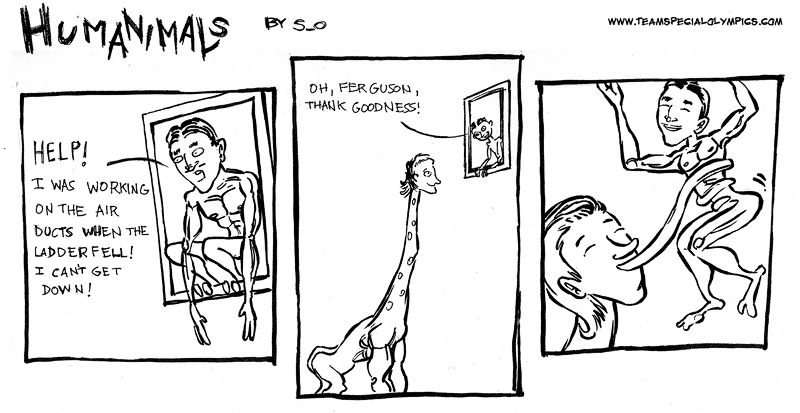 HUMANIMALS
BY S_O
WWW.TEAMSPECIALOLYMPICS.COM
HELP!
I WAS WORKING
ON THE AIR
DUCTS WHEN THE
LADDER FELL!
I CAN'T GET
DOWN!
OH, FERGUSON,
THANK GOODNESS!